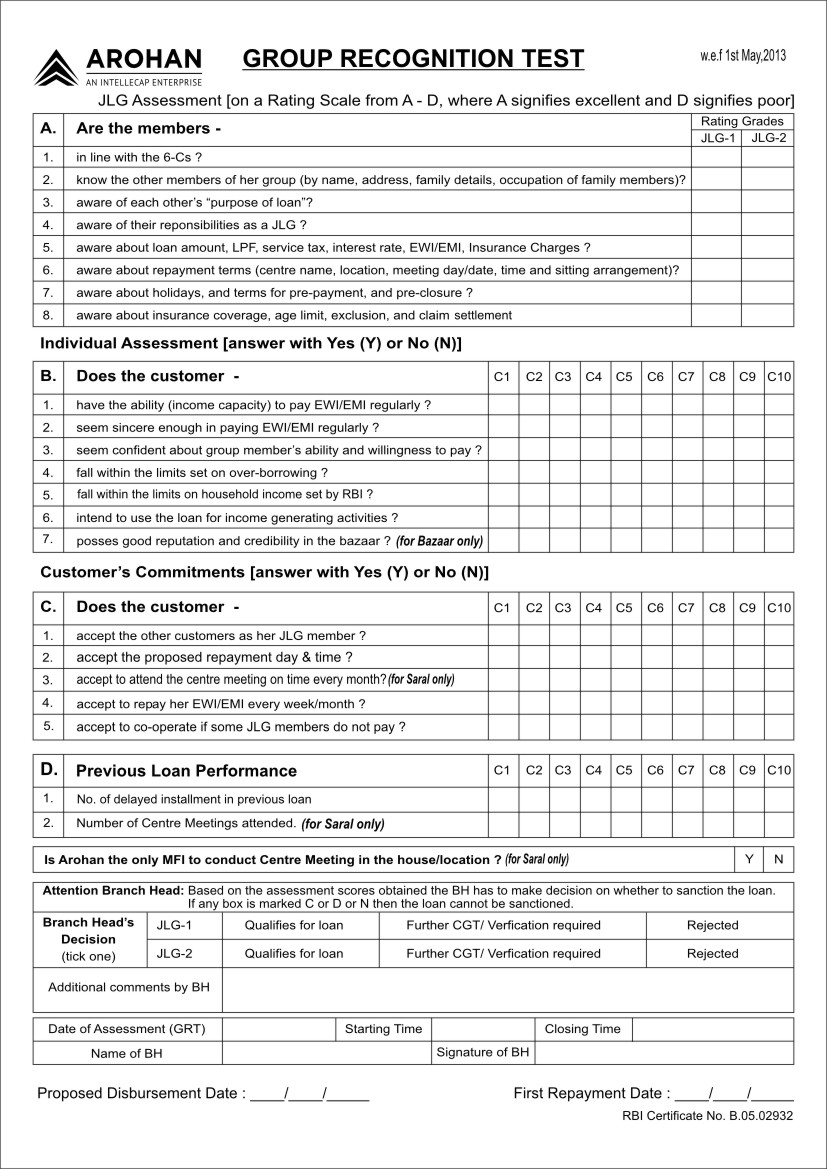 AROHAN
AN INTELLECAP ENTERPRISE
GROUP RECOGNITION TEST
w.e.f 1st May,2013
JLG Assessment [on a Rating Scale from A - D, where A signifies excellent and D signifies poor]
A. Are the members - Rating Grades
JLG-1 JLG-2
1. in line with the 6-Cs ?
2. know the other members of her group (by name, address, family details, occupation of family members)?
3. aware of each other's “purpose of loan”?
4. aware of their reponsibilities as a JLG ?
5. aware about loan amount, LPF, service tax, interest rate, EWI/EMI, Insurance Charges ?
6. aware about repayment terms (centre name, location, meeting day/date, time and sitting arrangement)?
7. aware about holidays, and terms for pre-payment, and pre-closure ?
8. aware about insurance coverage, age limit, exclusion, and claim settlement
Individual Assessment [answer with Yes (Y) or No (N)]
B. Does the customer - C1 C2 C3 C4 C5 C6 C7 C8 C9 C10
1. have the ability (income capacity) to pay EWI/EMI regularly ?
2. seem sincere enough in paying EWI/EMI regularly ?
3. seem confident about group member's ability and willingness to pay ?
4. fall within the limits set on over-borrowing ?
5. fall within the limits on household income set by RBI ?
6. intend to use the loan for income generating activities ?
7. posses good reputation and credibility in the bazaar ? (for Bazaar only)
Customer's Commitments [answer with Yes (Y) or No (N)]
C. Does the customer - C1 C2 C3 C4 C5 C6 C7 C8 C9 C10
1. accept the other customers as her JLG member ?
2. accept the proposed repayment day & time ?
3. accept to attend the centre meeting on time every month? (for Saral only)
4. accept to repay her EWI/EMI every week/month ?
5. accept to co-operate if some JLG members do not pay ?
D. Previous Loan Performance C1 C2 C3 C4 C5 C6 C7 C8 C9 C10
1. No. of delayed installment in previous loan
2. Number of Centre Meetings attended. (for Saral only)
Is Arohan the only MFI to conduct Centre Meeting in the house/location ? (for Saral only) Y N
Attention Branch Head: Based on the assessment scores obtained the BH has to make decision on whether to sanction the loan.
If any box is marked C or D or N then the loan cannot be sanctioned.
Branch Head's Decision (tick one)
JLG-1 Qualifies for loan Further CGT/ Verfication required Rejected
JLG-2 Qualifies for loan Further CGT/ Verfication required Rejected
Additional comments by BH
Date of Assessment (GRT) Starting Time Closing Time
Name of BH Signature of BH
Proposed Disbursement Date : ____/____/_____ First Repayment Date : ____/____/_____
RBI Certificate No. B.05.02932